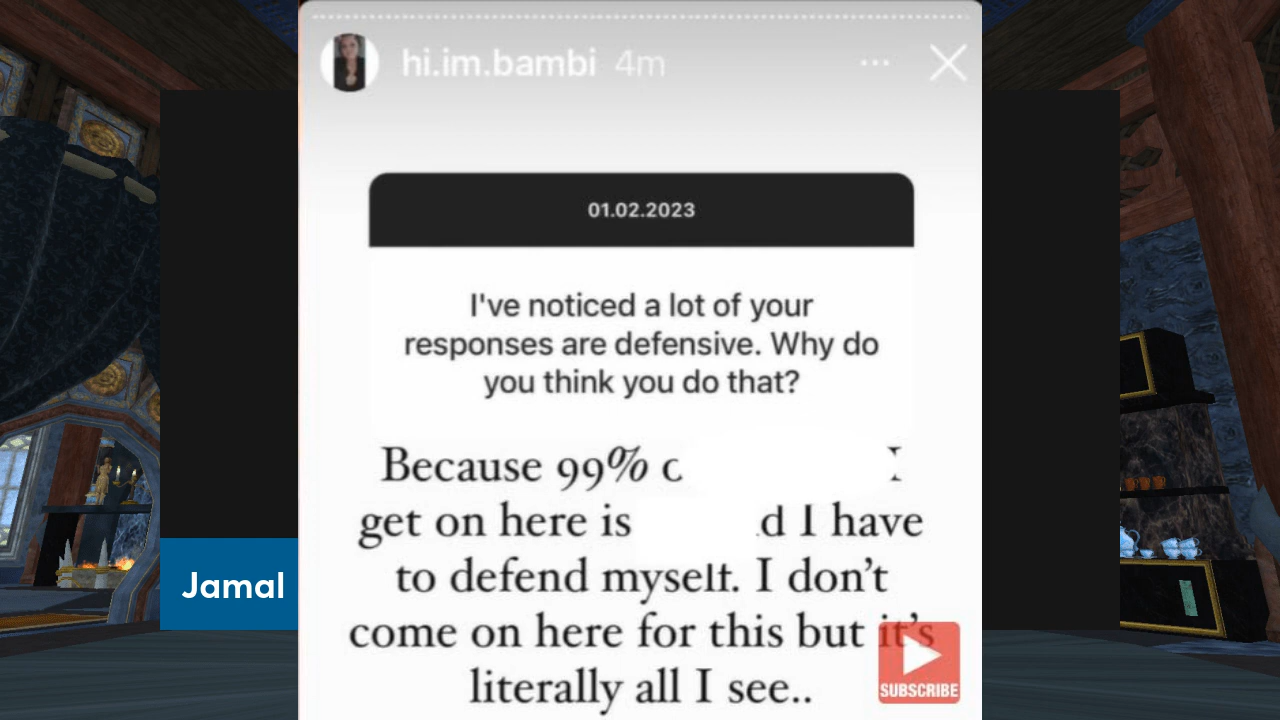 hi.im.bambi 4m
01.02.2023
I've noticed a lot of your
responses are defensive. Why do
you think you do that?
Because 99% I
get on here is I have
to defend myself. I don't
come on here for this but it's
literally all I see..
Jamal
SUBSCRIBE